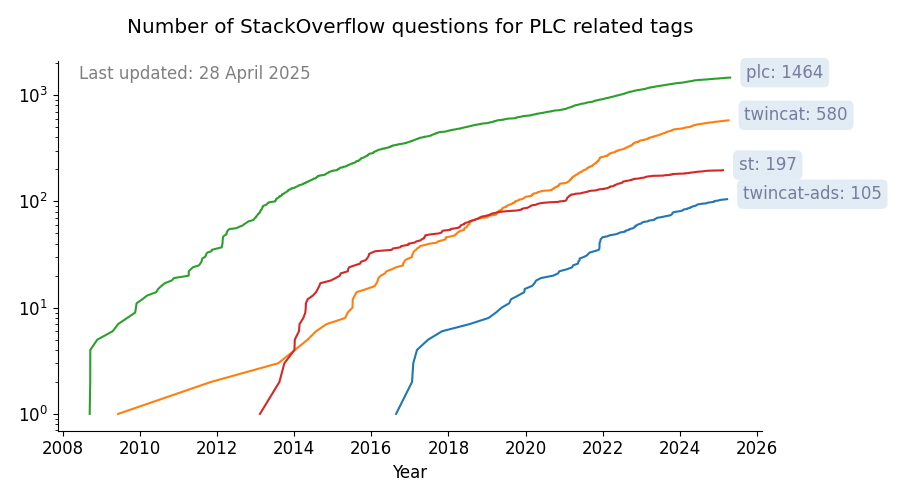 Number of StackOverflow questions for PLC related tags
Last updated: 28 April 2025
plc: 1464
twincat: 580
st: 197
twincat-ads: 105
10³
10²
10¹
10⁰
2008 2010 2012 2014 2016 2018 2020 2022 2024 2026
Year